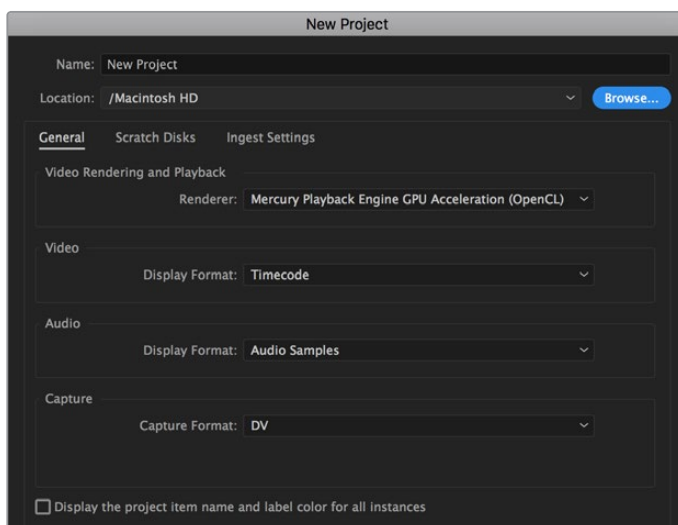 New Project
Name: New Project
Location: /Macintosh HD Browse...
General Scratch Disks Ingest Settings
Video Rendering and Playback
Renderer: Mercury Playback Engine GPU Acceleration (OpenCL)
Video
Display Format: Timecode
Audio
Display Format: Audio Samples
Capture
Capture Format: DV
Display the project item name and label color for all instances